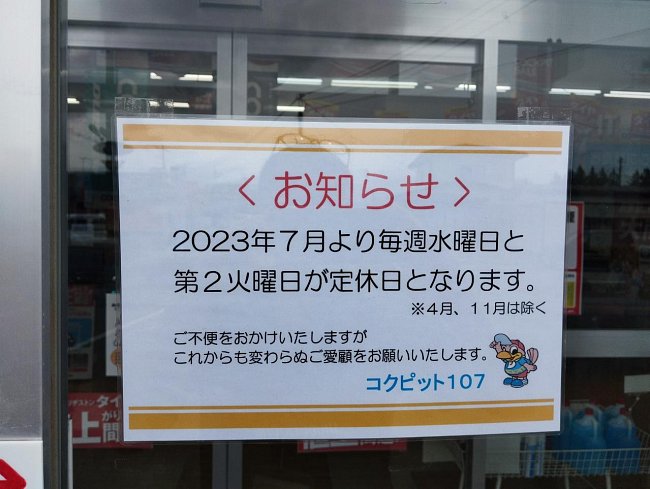 〈 お知らせ 〉
2023年7月より毎週水曜日と
第2火曜日が定休日となります。
※4月、11月は除く
ご不便をおかけいたしますが
これからも変わらぬご愛顧をお願いいたします。
コクピット107